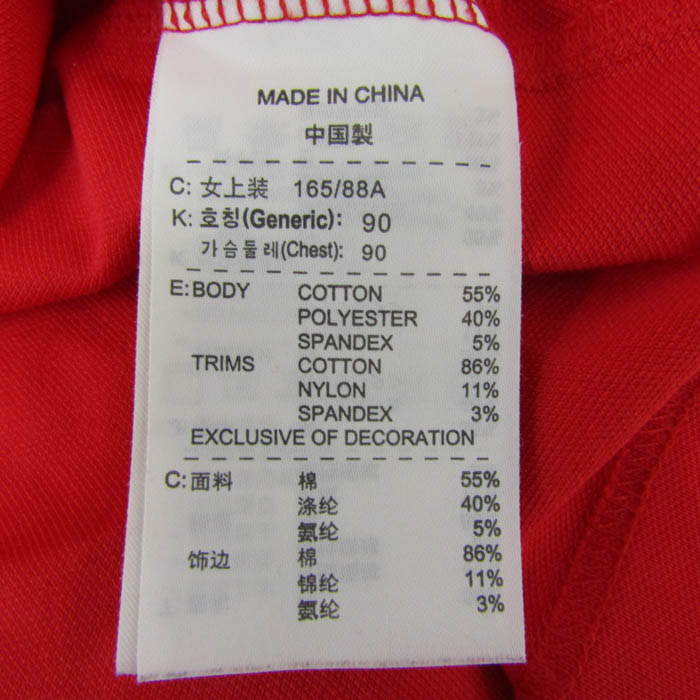 MADE IN CHINA
中国製
C: 女上装 165/88A
K: 호칭(Generic): 90
가슴둘레(Chest): 90
E: BODY COTTON 55%
POLYESTER 40%
SPANDEX 5%
TRIMS COTTON 86%
NYLON 11%
SPANDEX 3%
EXCLUSIVE OF DECORATION
C: 面料 棉 55%
涤纶 40%
氨纶 5%
饰边 棉 86%
锦纶 11%
氨纶 3%